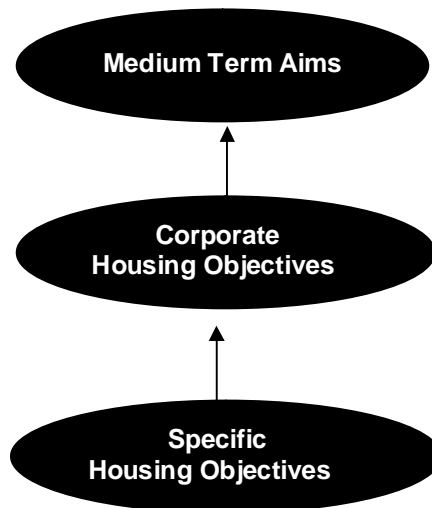 Medium Term Aims
Corporate
Housing Objectives
Specific
Housing Objectives